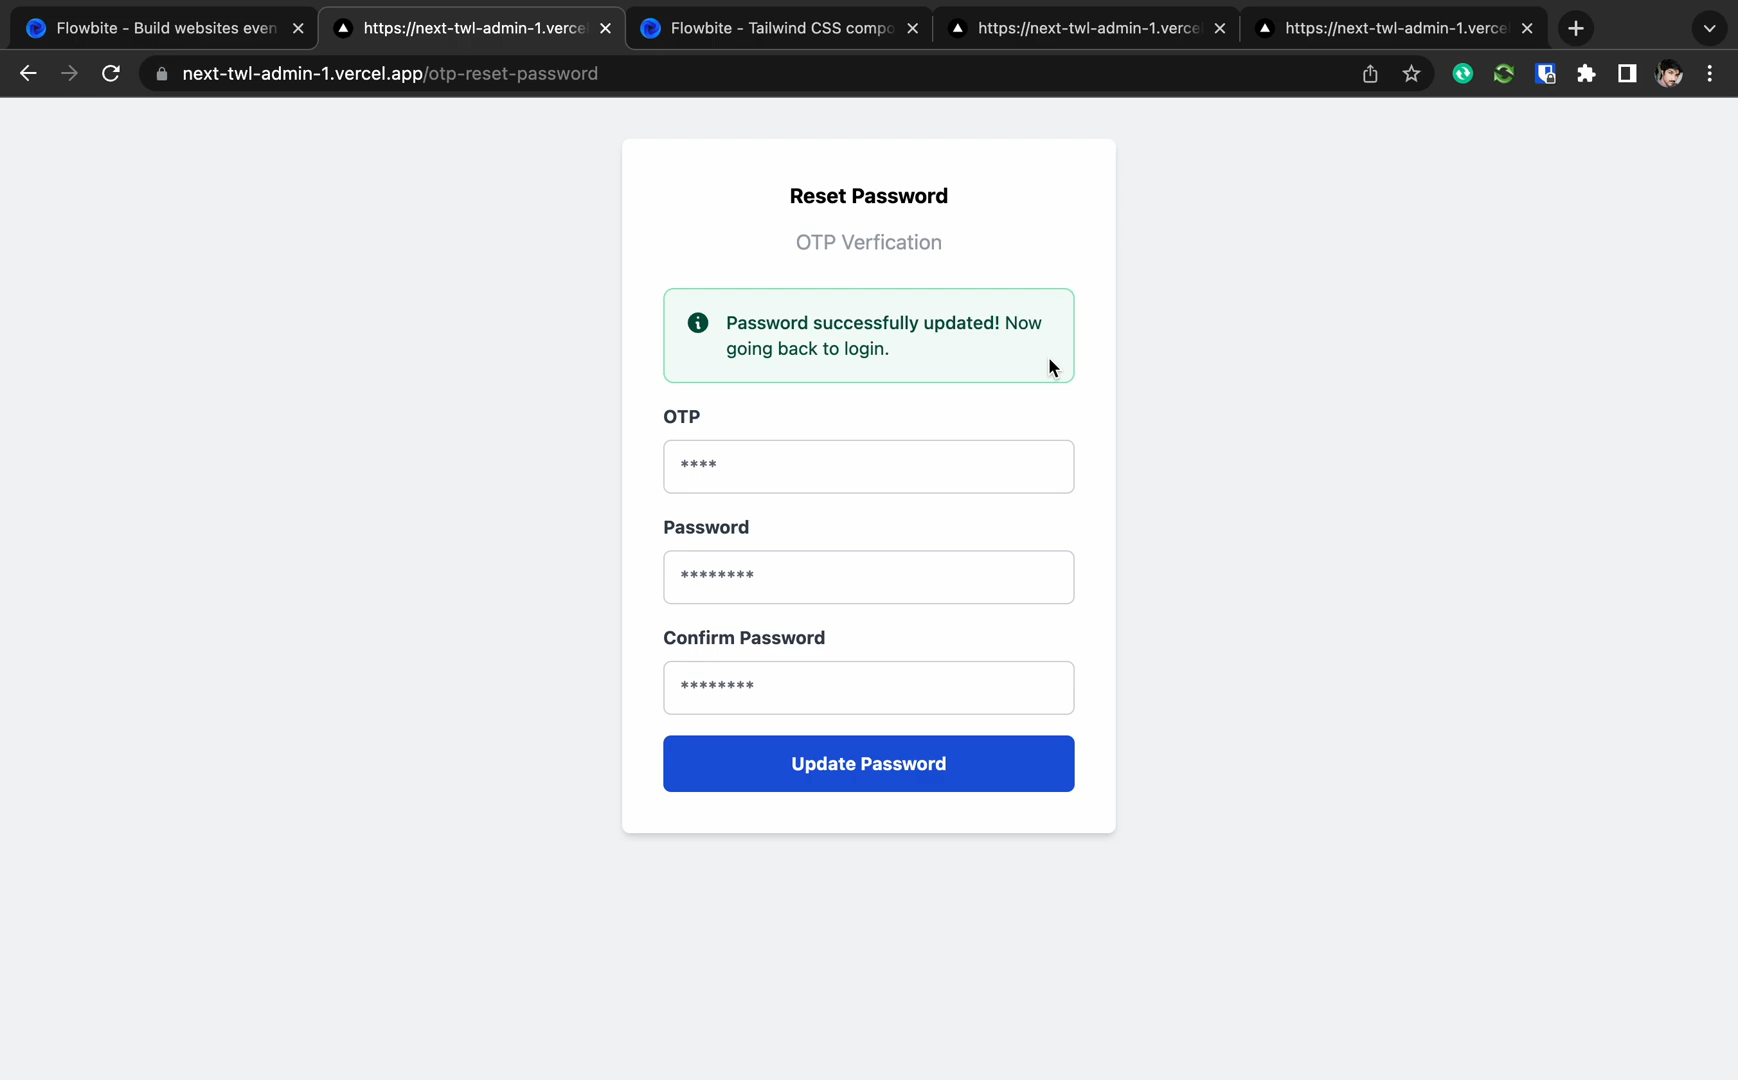 Flowbite - Build websites even
https://next-twl-admin-1.verce
Flowbite - Tailwind CSS compo
https://next-twl-admin-1.verce
https://next-twl-admin-1.verce
next-twl-admin-1.vercel.app/otp-reset-password
Reset Password
OTP Verfication
Password successfully updated! Now
going back to login.
OTP
****
Password
********
Confirm Password
********
Update Password